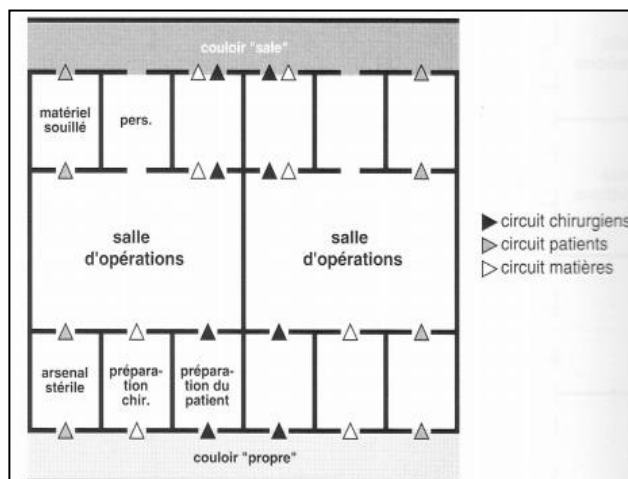 couloir "sale"
matériel
souillé
pers.
salle
d'opérations
salle
d'opérations
circuit chirurgiens
circuit patients
circuit matières
arsenal
stérile
prépara-
tion
chir.
prépara-
tion du
patient
couloir "propre"